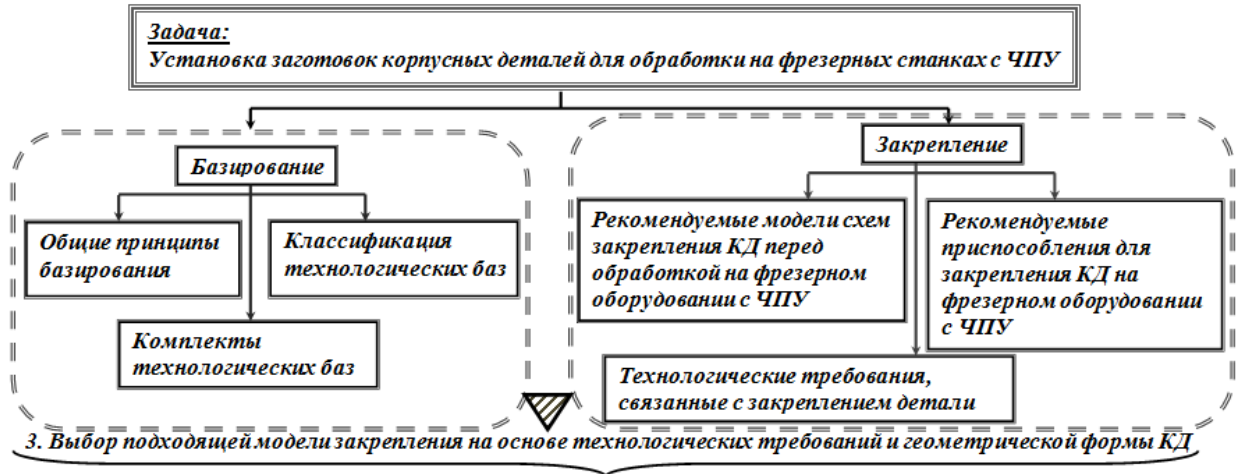 Задача:
Установка заготовок корпусных деталей для обработки на фрезерных станках с ЧПУ
Базирование
Общие принципы
базирования
Классификация
технологических баз
Комплекты
технологических баз
Закрепление
Рекомендуемые модели схем
закрепления КД перед
обработкой на фрезерном
оборудовании с ЧПУ
Рекомендуемые
приспособления для
закрепления КД на
фрезерном оборудовании
с ЧПУ
Технологические требования,
связанные с закреплением детали
3. Выбор подходящей модели закрепления на основе технологических требований и геометрической формы КД